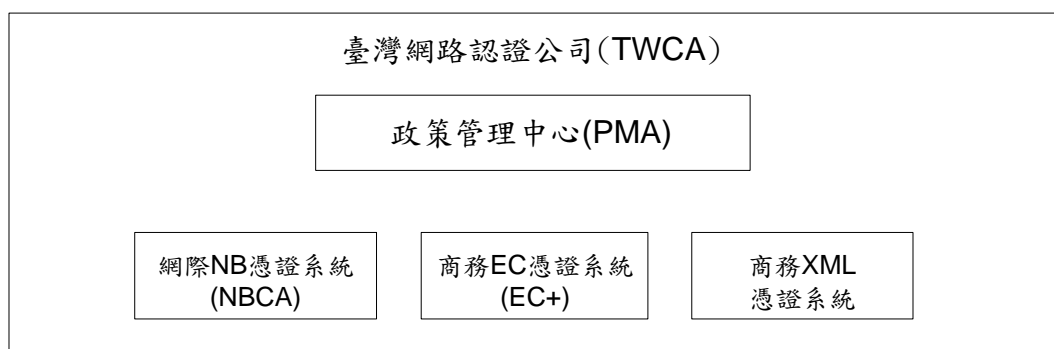 臺灣網路認證公司(TWCA)
政策管理中心(PMA)
網際NB憑證系統
(NBCA)
商務EC憑證系統
(EC+)
商務XML
憑證系統